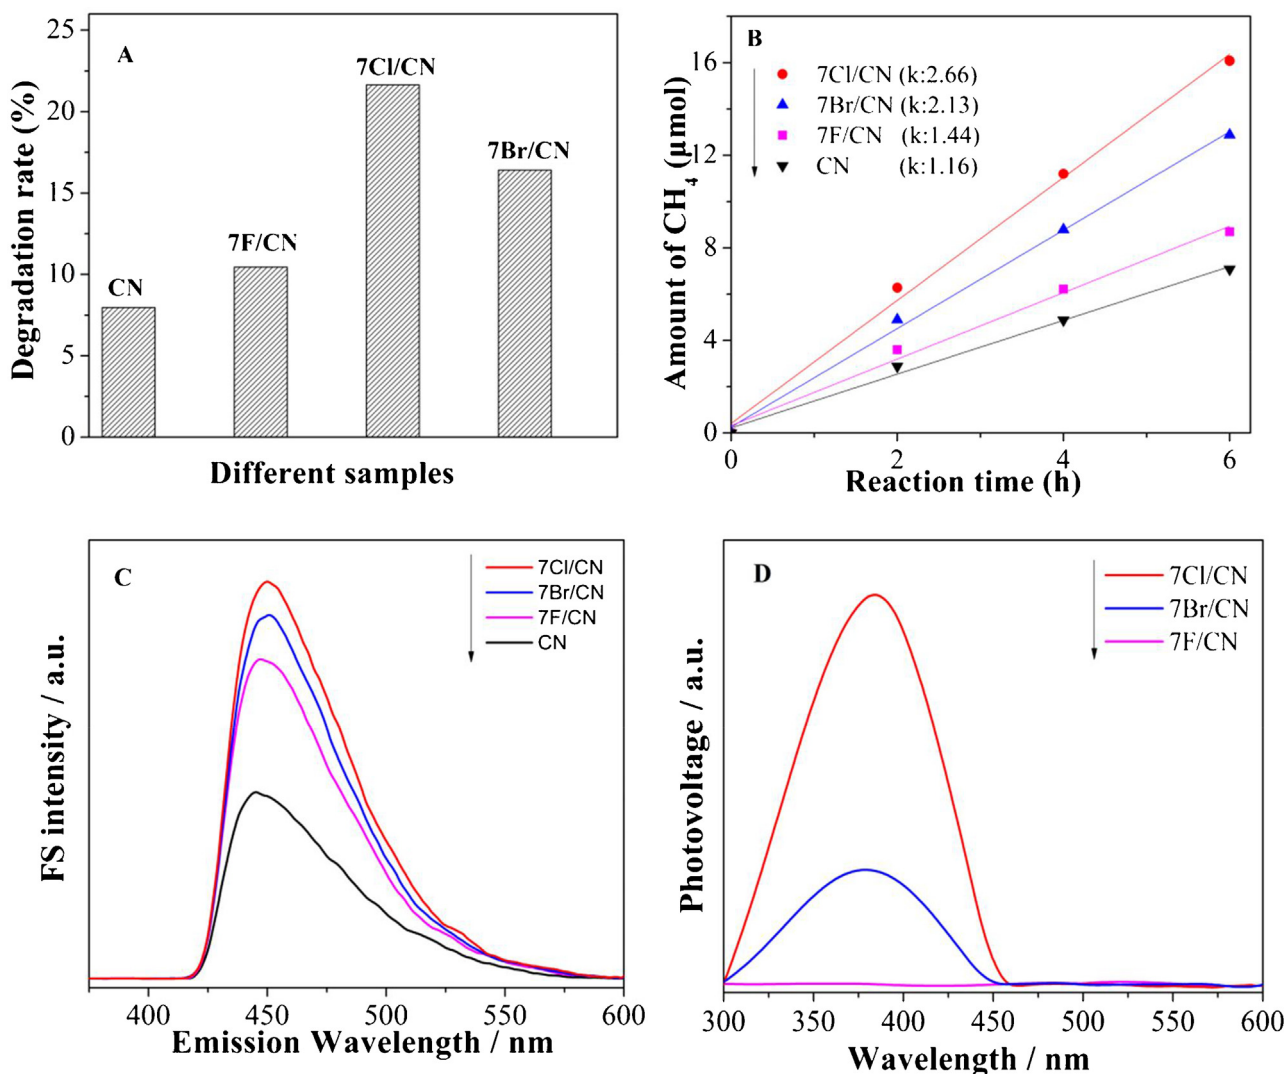 A
Degradation rate (%)
25
20
15
10
5
0
CN
7F/CN
7Cl/CN
7Br/CN
Different samples
B
7Cl/CN (k:2.66)
7Br/CN (k:2.13)
7F/CN (k:1.44)
CN (k:1.16)
Amount of CH4 (μmol)
16
12
8
4
0
0 2 4 6
Reaction time (h)
C
7Cl/CN
7Br/CN
7F/CN
CN
FS intensity / a.u.
400 450 500 550 600
Emission Wavelength / nm
D
7Cl/CN
7Br/CN
7F/CN
Photovoltage / a.u.
300 350 400 450 500 550 600
Wavelength / nm